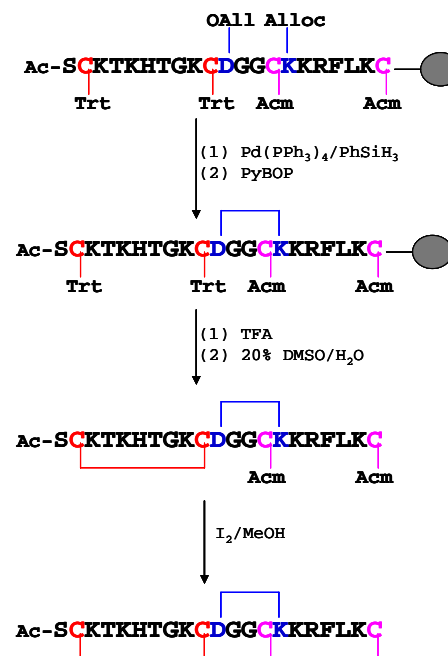 OAll Alloc
Ac-SCKTKHTGKCDGGCKKRFLKC
Trt Trt Acm Acm
(1) Pd(PPh3)4/PhSiH3
(2) PyBOP
Ac-SCKTKHTGKCDGGCKKRFLKC
Trt Trt Acm Acm
(1) TFA
(2) 20% DMSO/H2O
Ac-SCKTKHTGKCDGGCKKRFLKC
Acm Acm
I2/MeOH
Ac-SCKTKHTGKCDGGCKKRFLKC